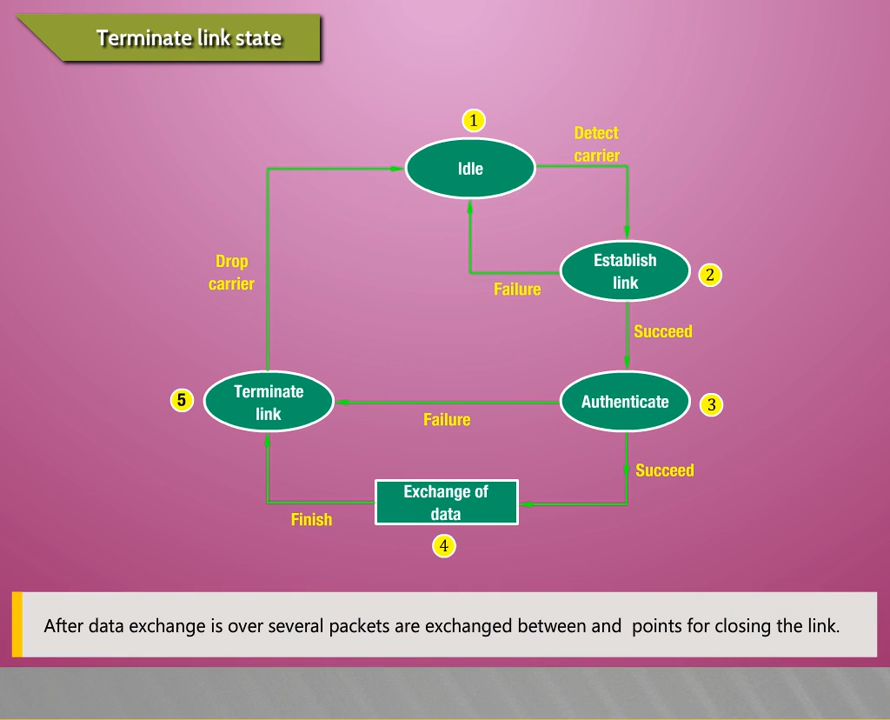 Terminate link state
1
Idle
Detect
carrier
Establish
link
2
Failure
Drop
carrier
Succeed
5
Terminate
link
Authenticate
3
Failure
Succeed
Exchange of
data
Finish
4
After data exchange is over several packets are exchanged between and  points for closing the link.